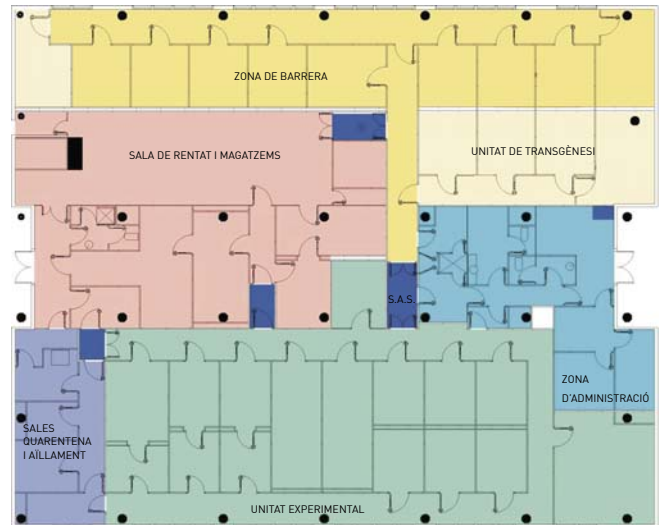 ZONA DE BARRERA
SALA DE RENTAT I MAGATZEMS
UNITAT DE TRANSGÈNESI
S.A.S.
ZONA
D'ADMINISTRACIÓ
SALES
QUARENTENA
I AÏLLAMENT
UNITAT EXPERIMENTAL